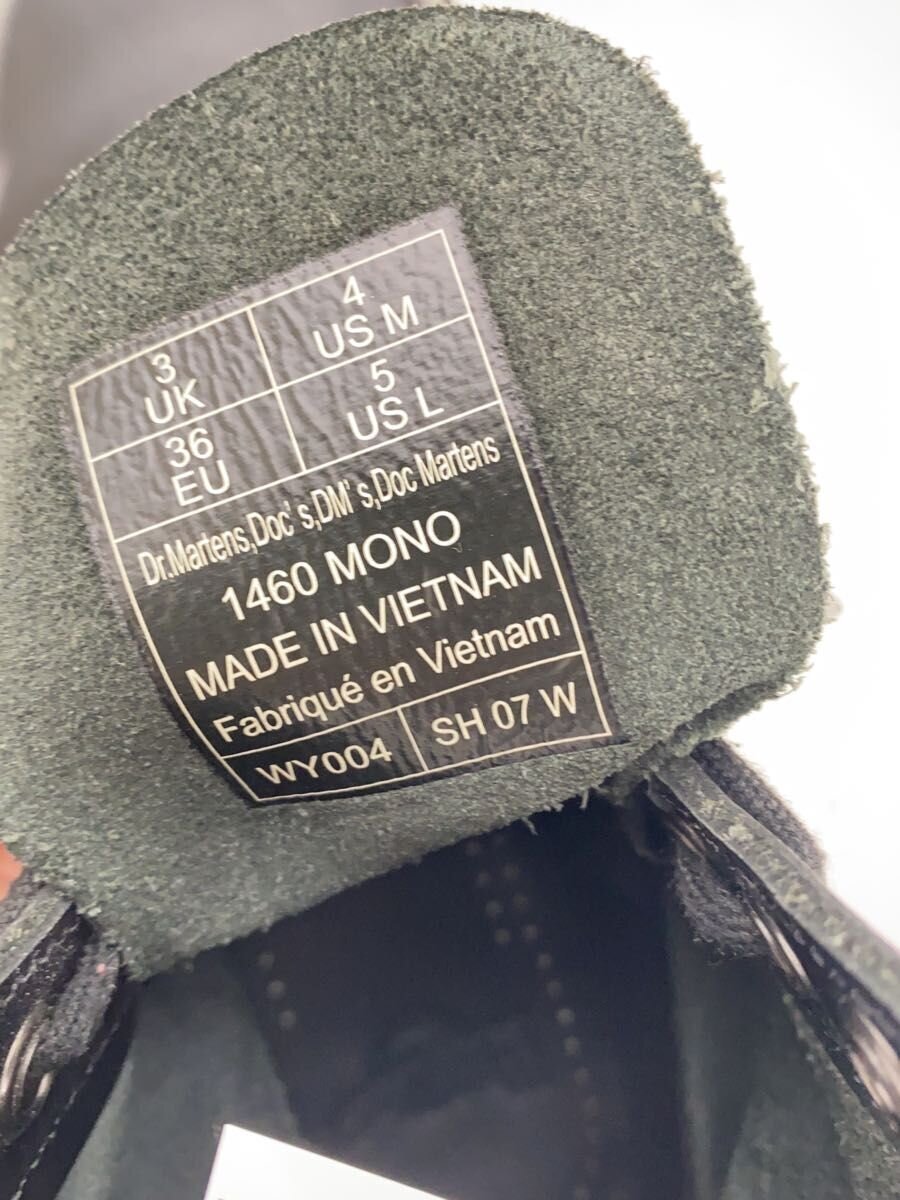 3
UK
4
US M
36
EU
5
US L
Dr.Martens,Doc's,DM's,Doc Martens
1460 MONO
MADE IN VIETNAM
Fabriqué en Vietnam
WY004
SH 07 W